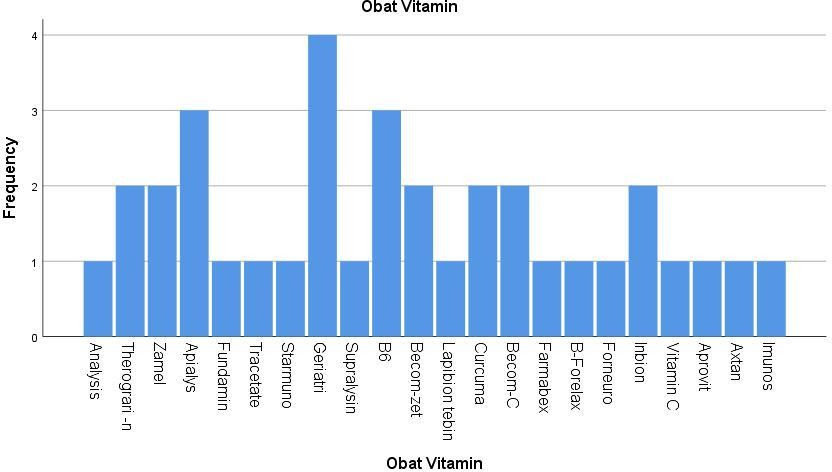 Obat Vitamin
Frequency
4
3
2
1
0
Analysis
Therograri -n
Zamel
Apialys
Fundamin
Tracetate
Starmuno
Geriatri
Supralysin
B6
Becom-zet
Lapibion tebin
Curcuma
Becom-C
Farmabex
B-Forelax
Forneuro
Inbion
Vitamin C
Aprovit
Axtan
Imunos
Obat Vitamin